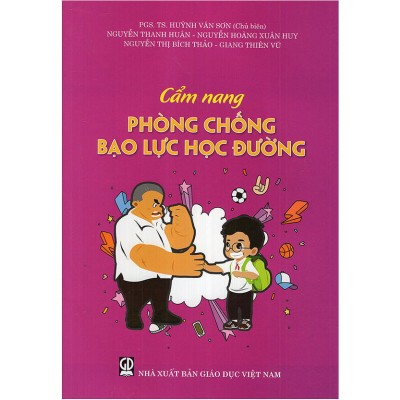 PGS. TS. HUỲNH VĂN SƠN (Chủ biên)
NGUYỄN THANH HUÂN - NGUYỄN HOÀNG XUÂN HUY
NGUYỄN THỊ BÍCH THẢO - GIANG THIÊN VŨ
Cẩm nang
PHÒNG CHỐNG
BẠO LỰC HỌC ĐƯỜNG
NHÀ XUẤT BẢN GIÁO DỤC VIỆT NAM